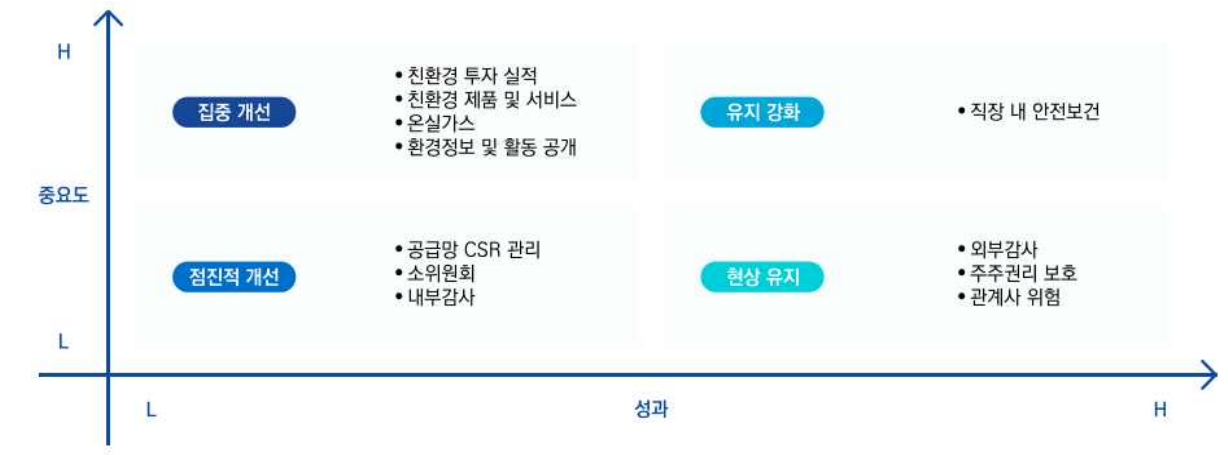 H
집중 개선
• 친환경 투자 실적
• 친환경 제품 및 서비스
• 온실가스
• 환경정보 및 활동 공개
유지 강화
• 직장 내 안전보건
중요도
점진적 개선
• 공급망 CSR 관리
• 소위원회
• 내부감사
현상 유지
• 외부감사
• 주주권리 보호
• 관계사 위험
L
L
성과
H